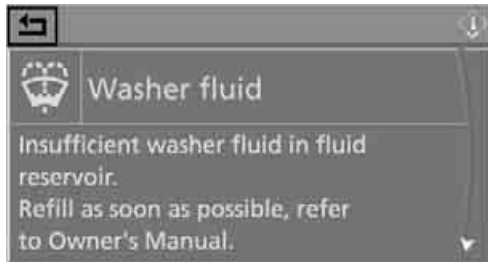 Washer fluid
Insufficient washer fluid in fluid
reservoir.
Refill as soon as possible, refer
to Owner's Manual.